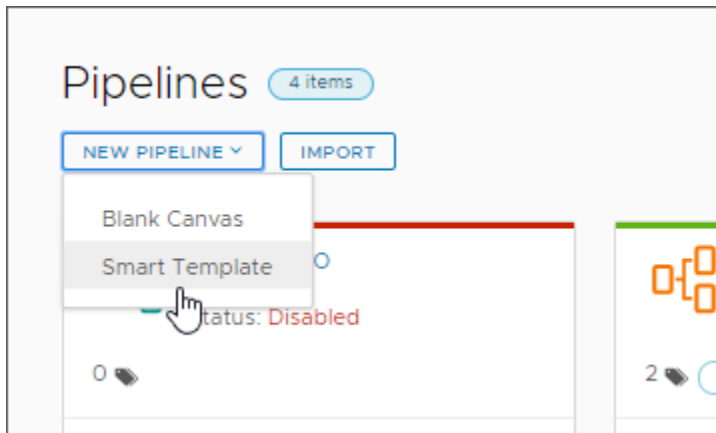 Pipelines 4 items
NEW PIPELINE IMPORT
Blank Canvas
Smart Template
Status: Disabled
0
2